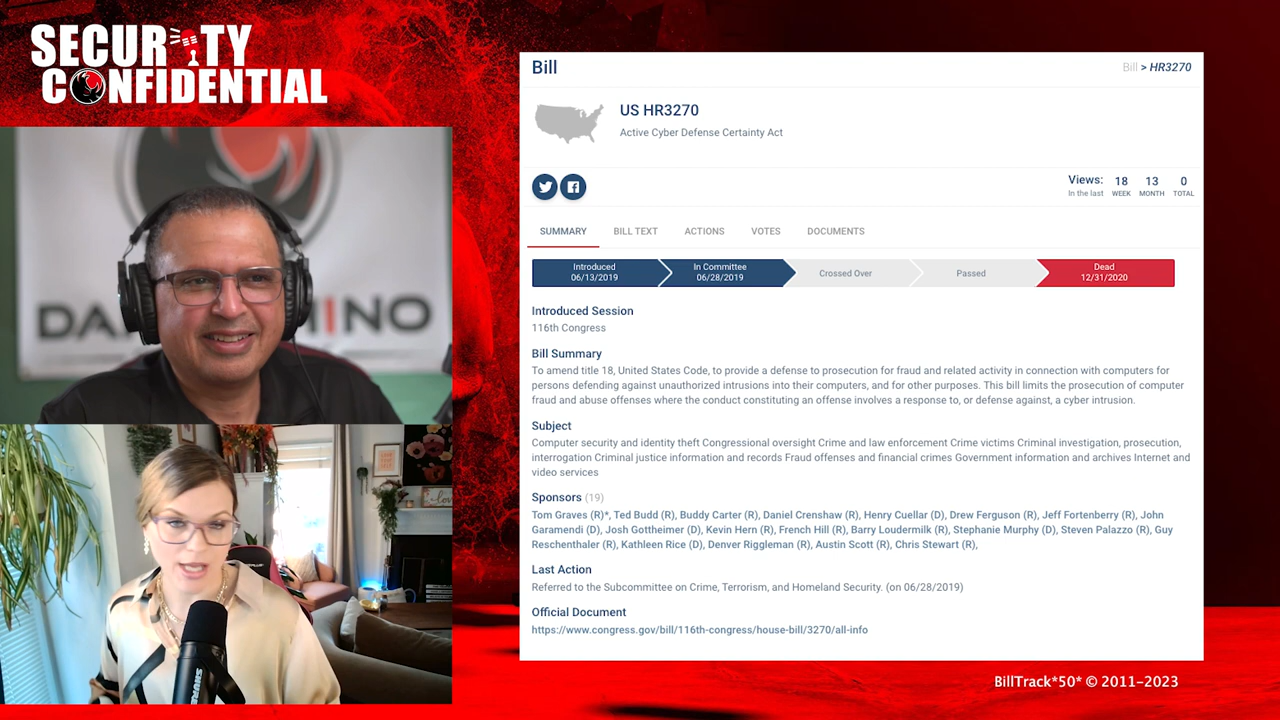 SECURITY
CONFIDENTIAL
Bill
Bill > HR3270
US HR3270
Active Cyber Defense Certainty Act
Views: 18 13 0
In the last WEEK MONTH TOTAL
SUMMARY BILL TEXT ACTIONS VOTES DOCUMENTS
Introduced In Committee Crossed Over Passed Dead
06/13/2019 06/28/2019 12/31/2020
Introduced Session
116th Congress
Bill Summary
To amend title 18, United States Code, to provide a defense to prosecution for fraud and related activity in connection with computers for
persons defending against unauthorized intrusions into their computers, and for other purposes. This bill limits the prosecution of computer
fraud and abuse offenses where the conduct constituting an offense involves a response to, or defense against, a cyber intrusion.
Subject
Computer security and identity theft Congressional oversight Crime and law enforcement Crime victims Criminal investigation, prosecution,
interrogation Criminal justice information and records Fraud offenses and financial crimes Government information and archives Internet and
video services
Sponsors (19)
Tom Graves (R)*, Ted Budd (R), Buddy Carter (R), Daniel Crenshaw (R), Henry Cuellar (D), Drew Ferguson (R), Jeff Fortenberry (R), John
Garamendi (D), Josh Gottheimer (D), Kevin Hern (R), French Hill (R), Barry Loudermilk (R), Stephanie Murphy (D), Steven Palazzo (R), Guy
Reschenthaler (R), Kathleen Rice (D), Denver Riggleman (R), Austin Scott (R), Chris Stewart (R),
Last Action
Referred to the Subcommittee on Crime, Terrorism, and Homeland Security. (on 06/28/2019)
Official Document
https://www.congress.gov/bill/116th-congress/house-bill/3270/all-info
BillTrack*50* © 2011-2023
SHURE